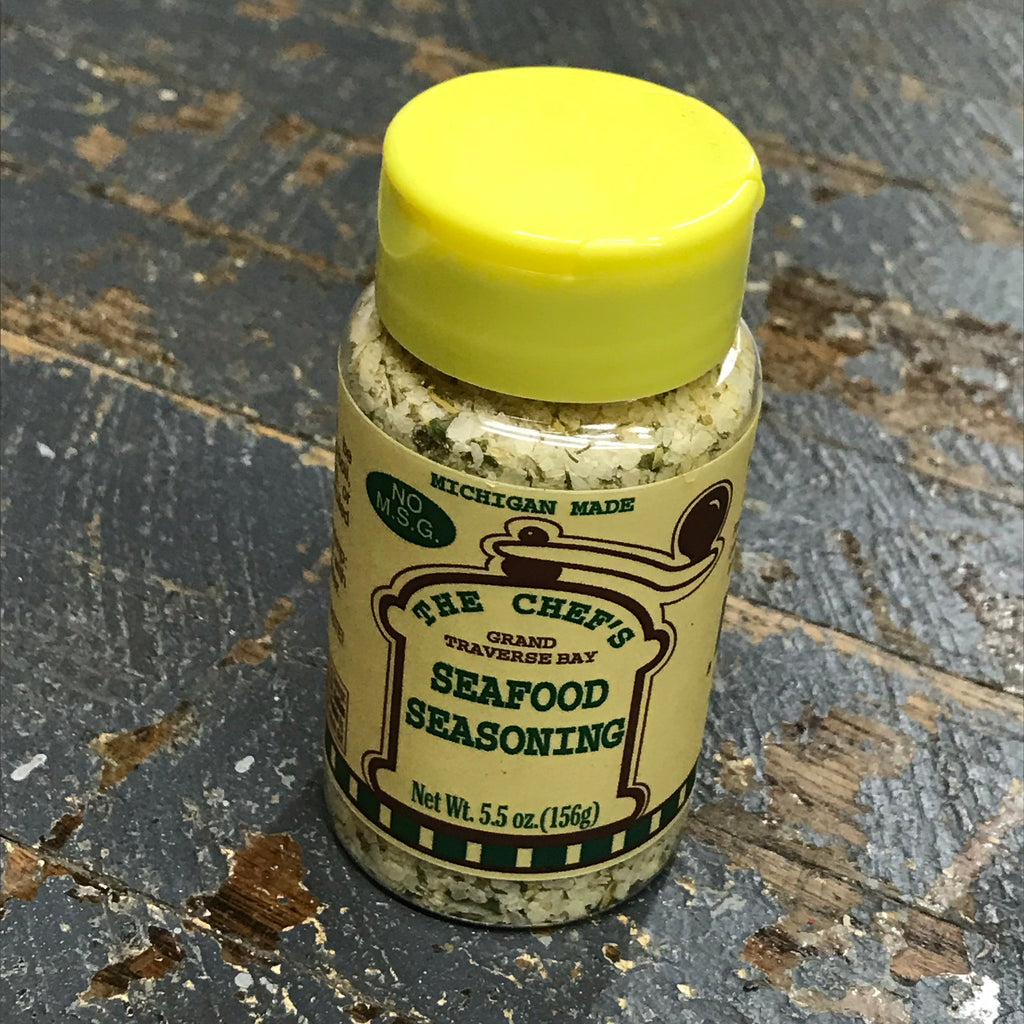 MICHIGAN MADE
NO
M.S.G.
THE CHEF'S
GRAND
TRAVERSE BAY
SEAFOOD
SEASONING
Net Wt. 5.5 oz.(156g)